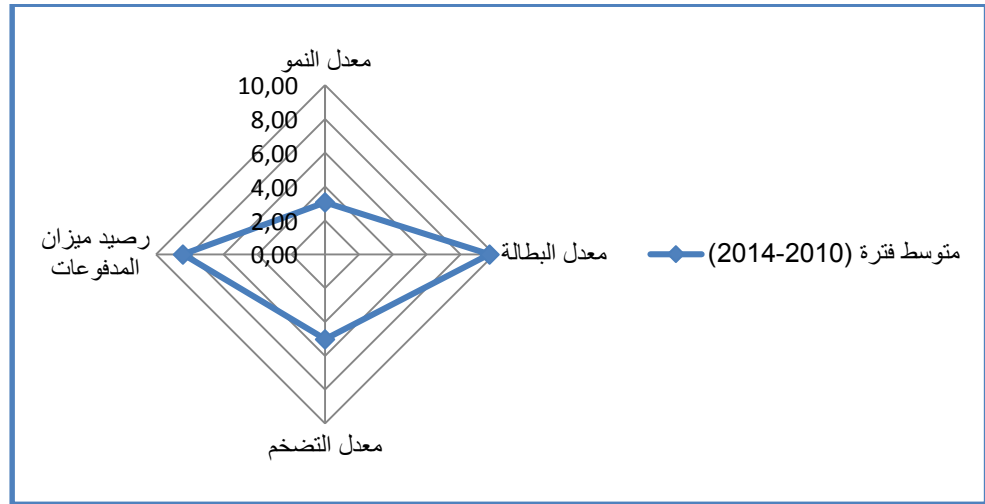 معدل النمو
10,00
8,00
6,00
4,00
2,00
0,00
رصيد ميزان
المدفوعات
معدل البطالة
متوسط فترة (2010-2014)
معدل التضخم